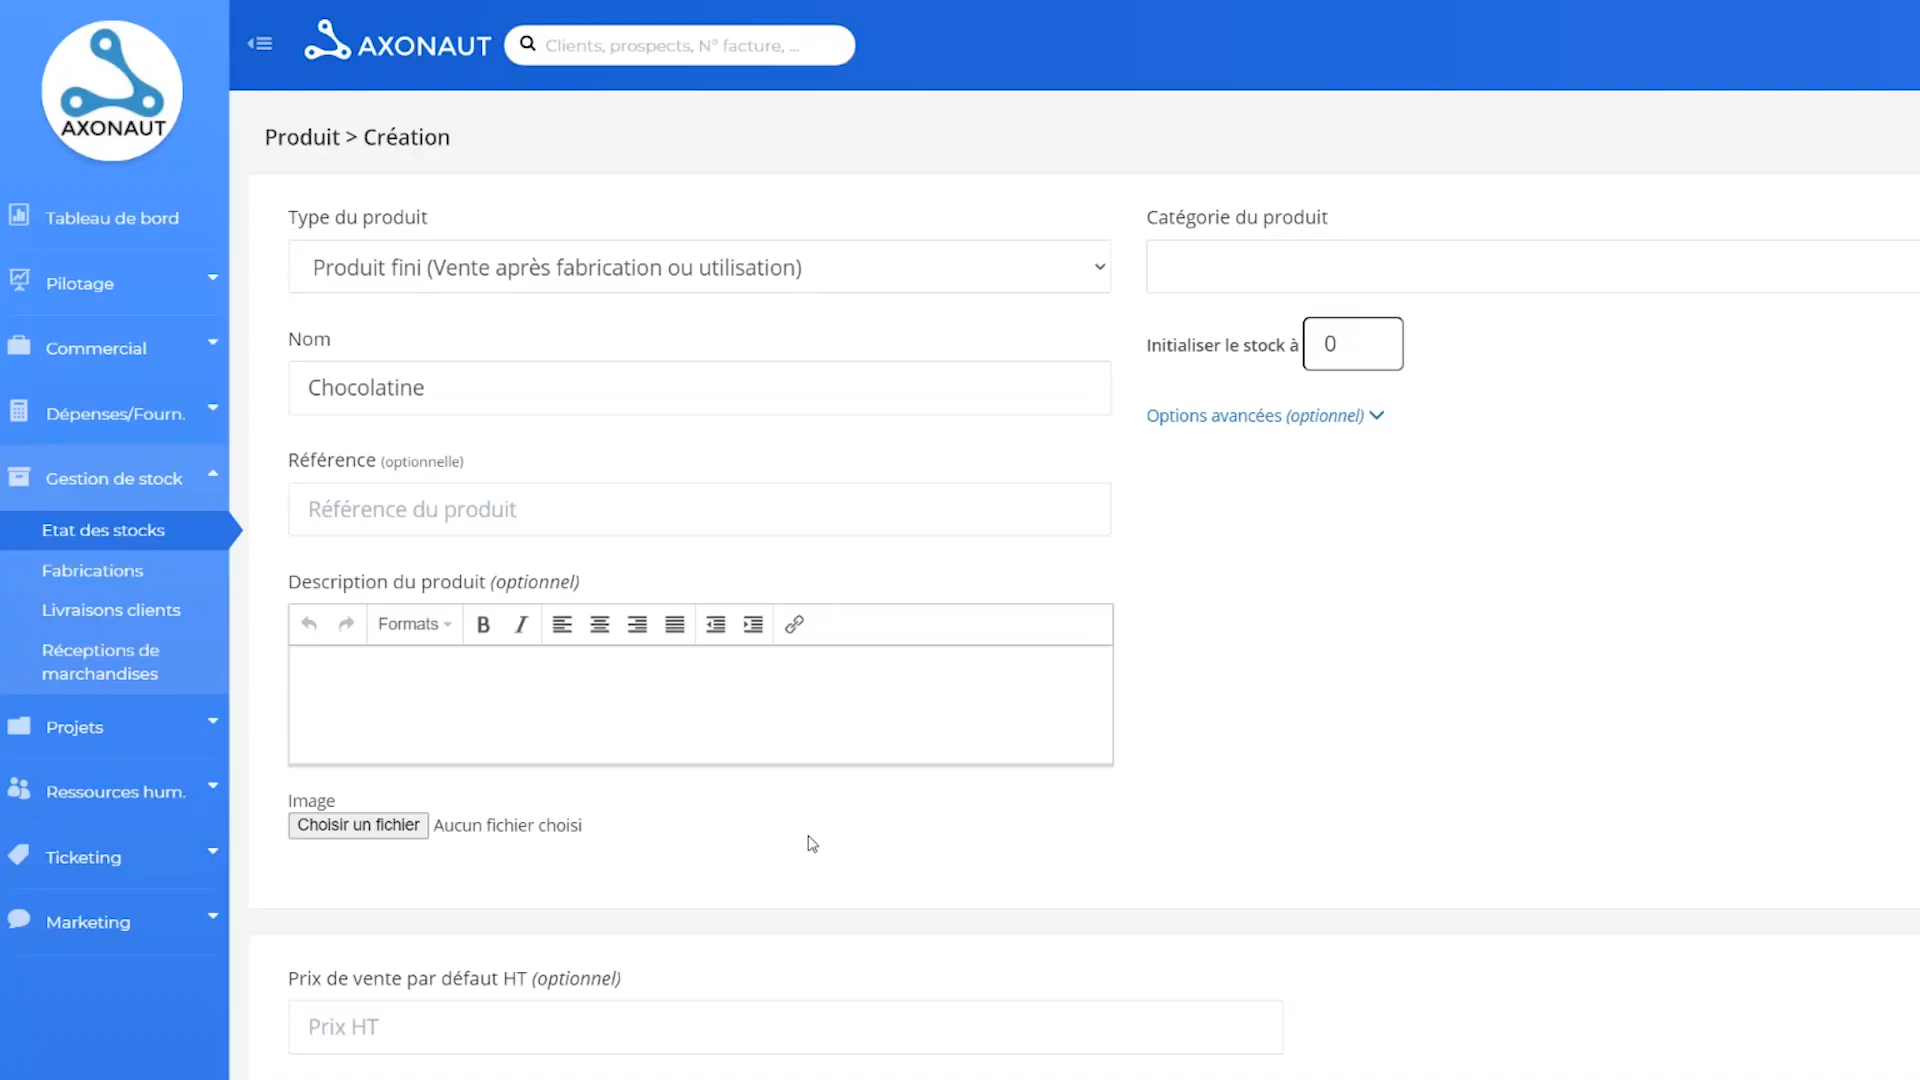 AXONAUT
AXONAUT
Clients, prospects, N° facture, ...
Tableau de bord
Pilotage
Commercial
Dépenses/Fourn.
Gestion de stock
Etat des stocks
Fabrications
Livraisons clients
Réceptions de
marchandises
Projets
Ressources hum.
Ticketing
Marketing
Produit > Création
Type du produit
Produit fini (Vente après fabrication ou utilisation)
Nom
Chocolatine
Référence (optionnelle)
Référence du produit
Description du produit (optionnel)
Formats
B I
Image
Choisir un fichier Aucun fichier choisi
Catégorie du produit
Initialiser le stock à 0
Options avancées (optionnel)
Prix de vente par défaut HT (optionnel)
Prix HT